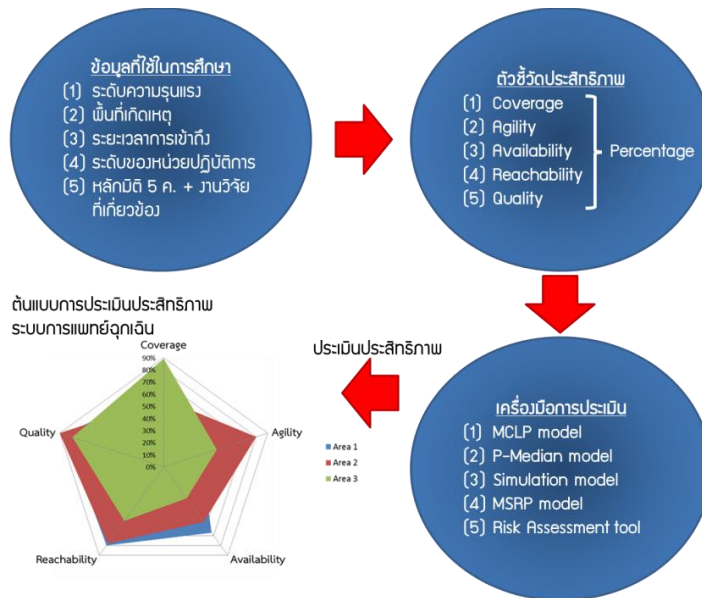 ข้อมูลที่ใช้ในการศึกษา
(1) ระดับความรุนแรง
(2) พื้นที่เกิดเหตุ
(3) ระยะเวลาการเข้าถึง
(4) ระดับของหน่วยปฏิบัติการ
(5) หลักมิติ 5 ค. + งานวิจัย
ที่เกี่ยวข้อง
ตัวชี้วัดประสิทธิภาพ
(1) Coverage
(2) Agility
(3) Availability
(4) Reachability
(5) Quality
Percentage
เครื่องมือการประเมิน
(1) MCLP model
(2) P-Median model
(3) Simulation model
(4) MSRP model
(5) Risk Assessment tool
ประเมินประสิทธิภาพ
ต้นแบบการประเมินประสิทธิภาพ
ระบบการแพทย์ฉุกเฉิน
Coverage
90%
80%
70%
60%
50%
40%
30%
20%
10%
0%
Quality
Agility
Reachability
Availability
Area 1
Area 2
Area 3